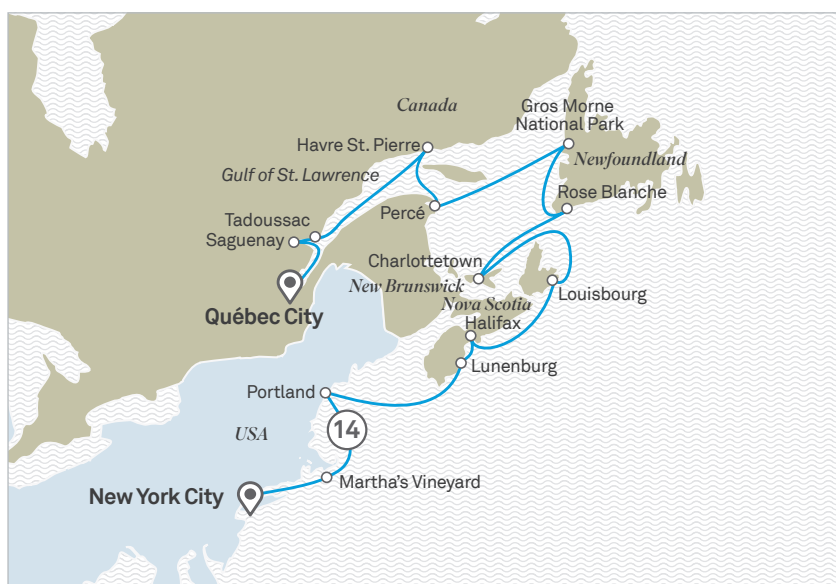 Canada
Gros Morne
National Park
Havre St. Pierre
Newfoundland
Gulf of St. Lawrence
Rose Blanche
Percé
Tadoussac
Saguenay
Charlottetown
New Brunswick
Louisbourg
Nova Scotia
Québec City
Halifax
Lunenburg
Portland
14
USA
Martha's Vineyard
New York City